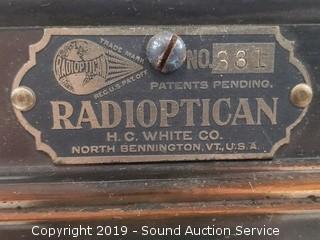 TRADE MARK
RADIOPTICAN
REG. U.S. PAT. OFF.
NO. 681
PATENTS PENDING.
RADIOPTICAN
H. C. WHITE CO.
NORTH BENNINGTON, VT., U.S.A.
Copyright 2019 - Sound Auction Service